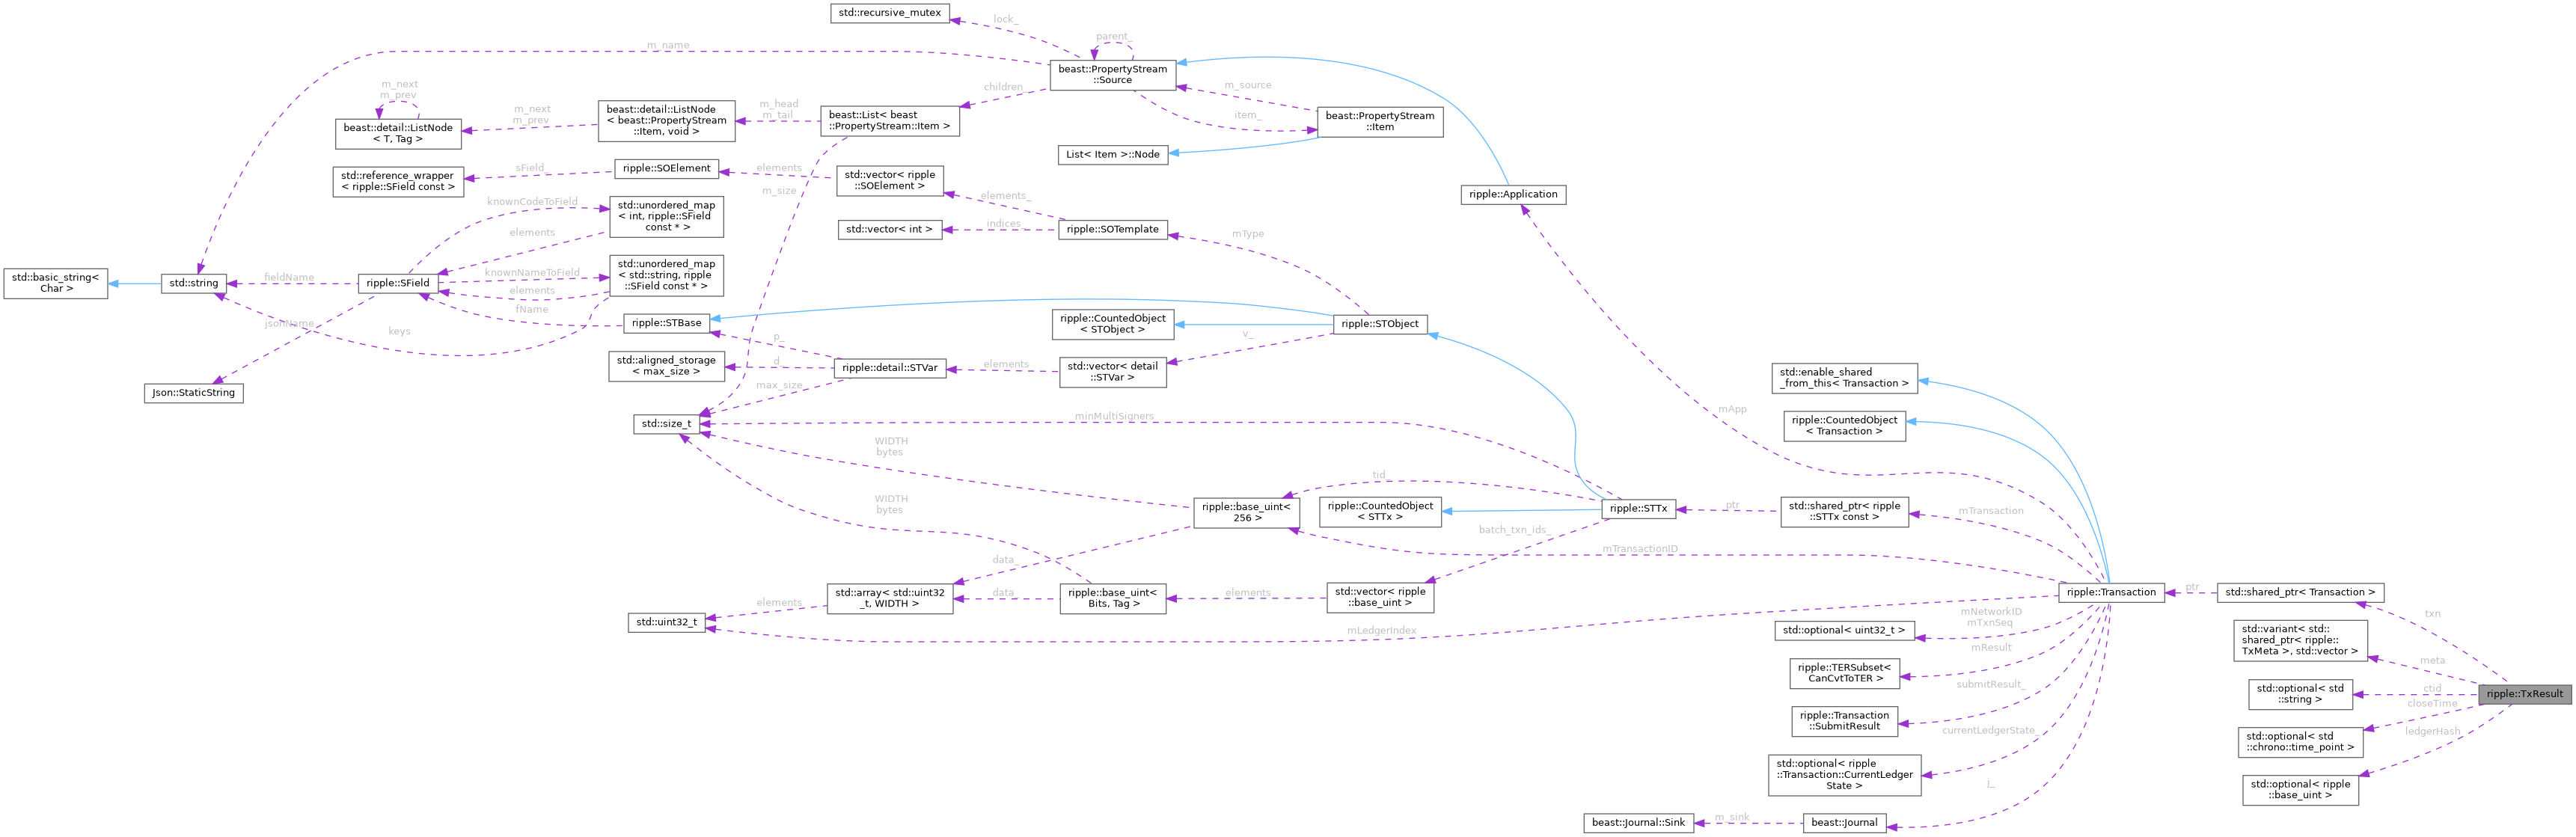 std::recursive_mutex
lock_
parent_
m_name
beast::PropertyStream
::Source
m_next
m_prev
children_
m_source
m_next
m_prev
beast::detail::ListNode
< beast::PropertyStream
::Item, void >
m_head
m_tail
beast::List< beast
::PropertyStream::Item >
item_
beast::PropertyStream
::Item
beast::detail::ListNode
< T, Tag >
List< Item >::Node
std::reference_wrapper
< ripple::SField const >
sField_
ripple::SOElement
elements
std::vector< ripple
::SOElement >
m_size
elements_
ripple::Application
knownCodeToField
std::unordered_map
< int, ripple::SField
const * >
std::vector< int >
indices_
ripple::SOTemplate
mType
elements
std::basic_string<
Char >
std::string
fieldName
ripple::SField
knownNameToField
elements
std::unordered_map
< std::string, ripple
::SField const * >
fName
jsonName
keys
ripple::STBase
p_
ripple::CountedObject
< STObject >
v_
ripple::STObject
std::aligned_storage
< max_size >
d_
ripple::detail::STVar
elements
std::vector< detail
::STVar >
Json::StaticString
max_size
std::enable_shared
_from_this< Transaction >
mApp
minMultiSigners
std::size_t
ripple::CountedObject
< Transaction >
WIDTH
bytes
tid_
WIDTH
bytes
ripple::base_uint<
256 >
ripple::CountedObject
< STTx >
ripple::STTx
ptr
std::shared_ptr< ripple
::STTx const >
mTransaction
batch_txn_ids_
mTransactionID
data_
std::array< std::uint32
_t, WIDTH >
data_
ripple::base_uint<
Bits, Tag >
elements
std::vector< ripple
::base_uint >
ripple::Transaction
ptr
std::shared_ptr< Transaction >
elements
std::uint32_t
mLedgerIndex
mNetworkID
mTxnSeq
std::optional< uint32_t >
txn
std::variant< std::
shared_ptr< ripple::
TxMeta >, std::vector >
meta
mResult
ripple::TERSubset<
CanCvtToTER >
submitResult_
ripple::Transaction
::SubmitResult
std::optional< std
::string >
ctid
ripple::TxResult
closeTime
currentLedgerState_
std::optional< std
::chrono::time_point >
ledgerHash
std::optional< ripple
::Transaction::CurrentLedger
State >
j_
std::optional< ripple
::base_uint >
beast::Journal::Sink
m_sink
beast::Journal